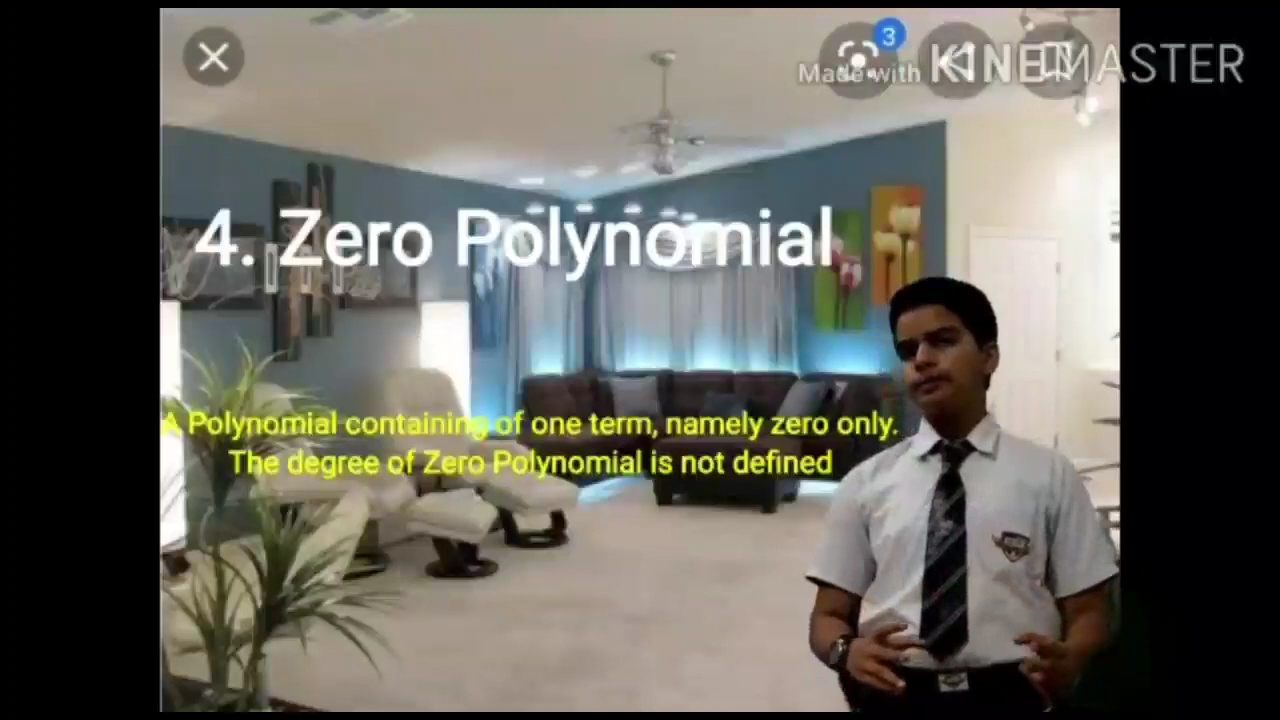 3
Made with KINEMASTER
4. Zero Polynomial
A Polynomial containing of one term, namely zero only.
The degree of Zero Polynomial is not defined